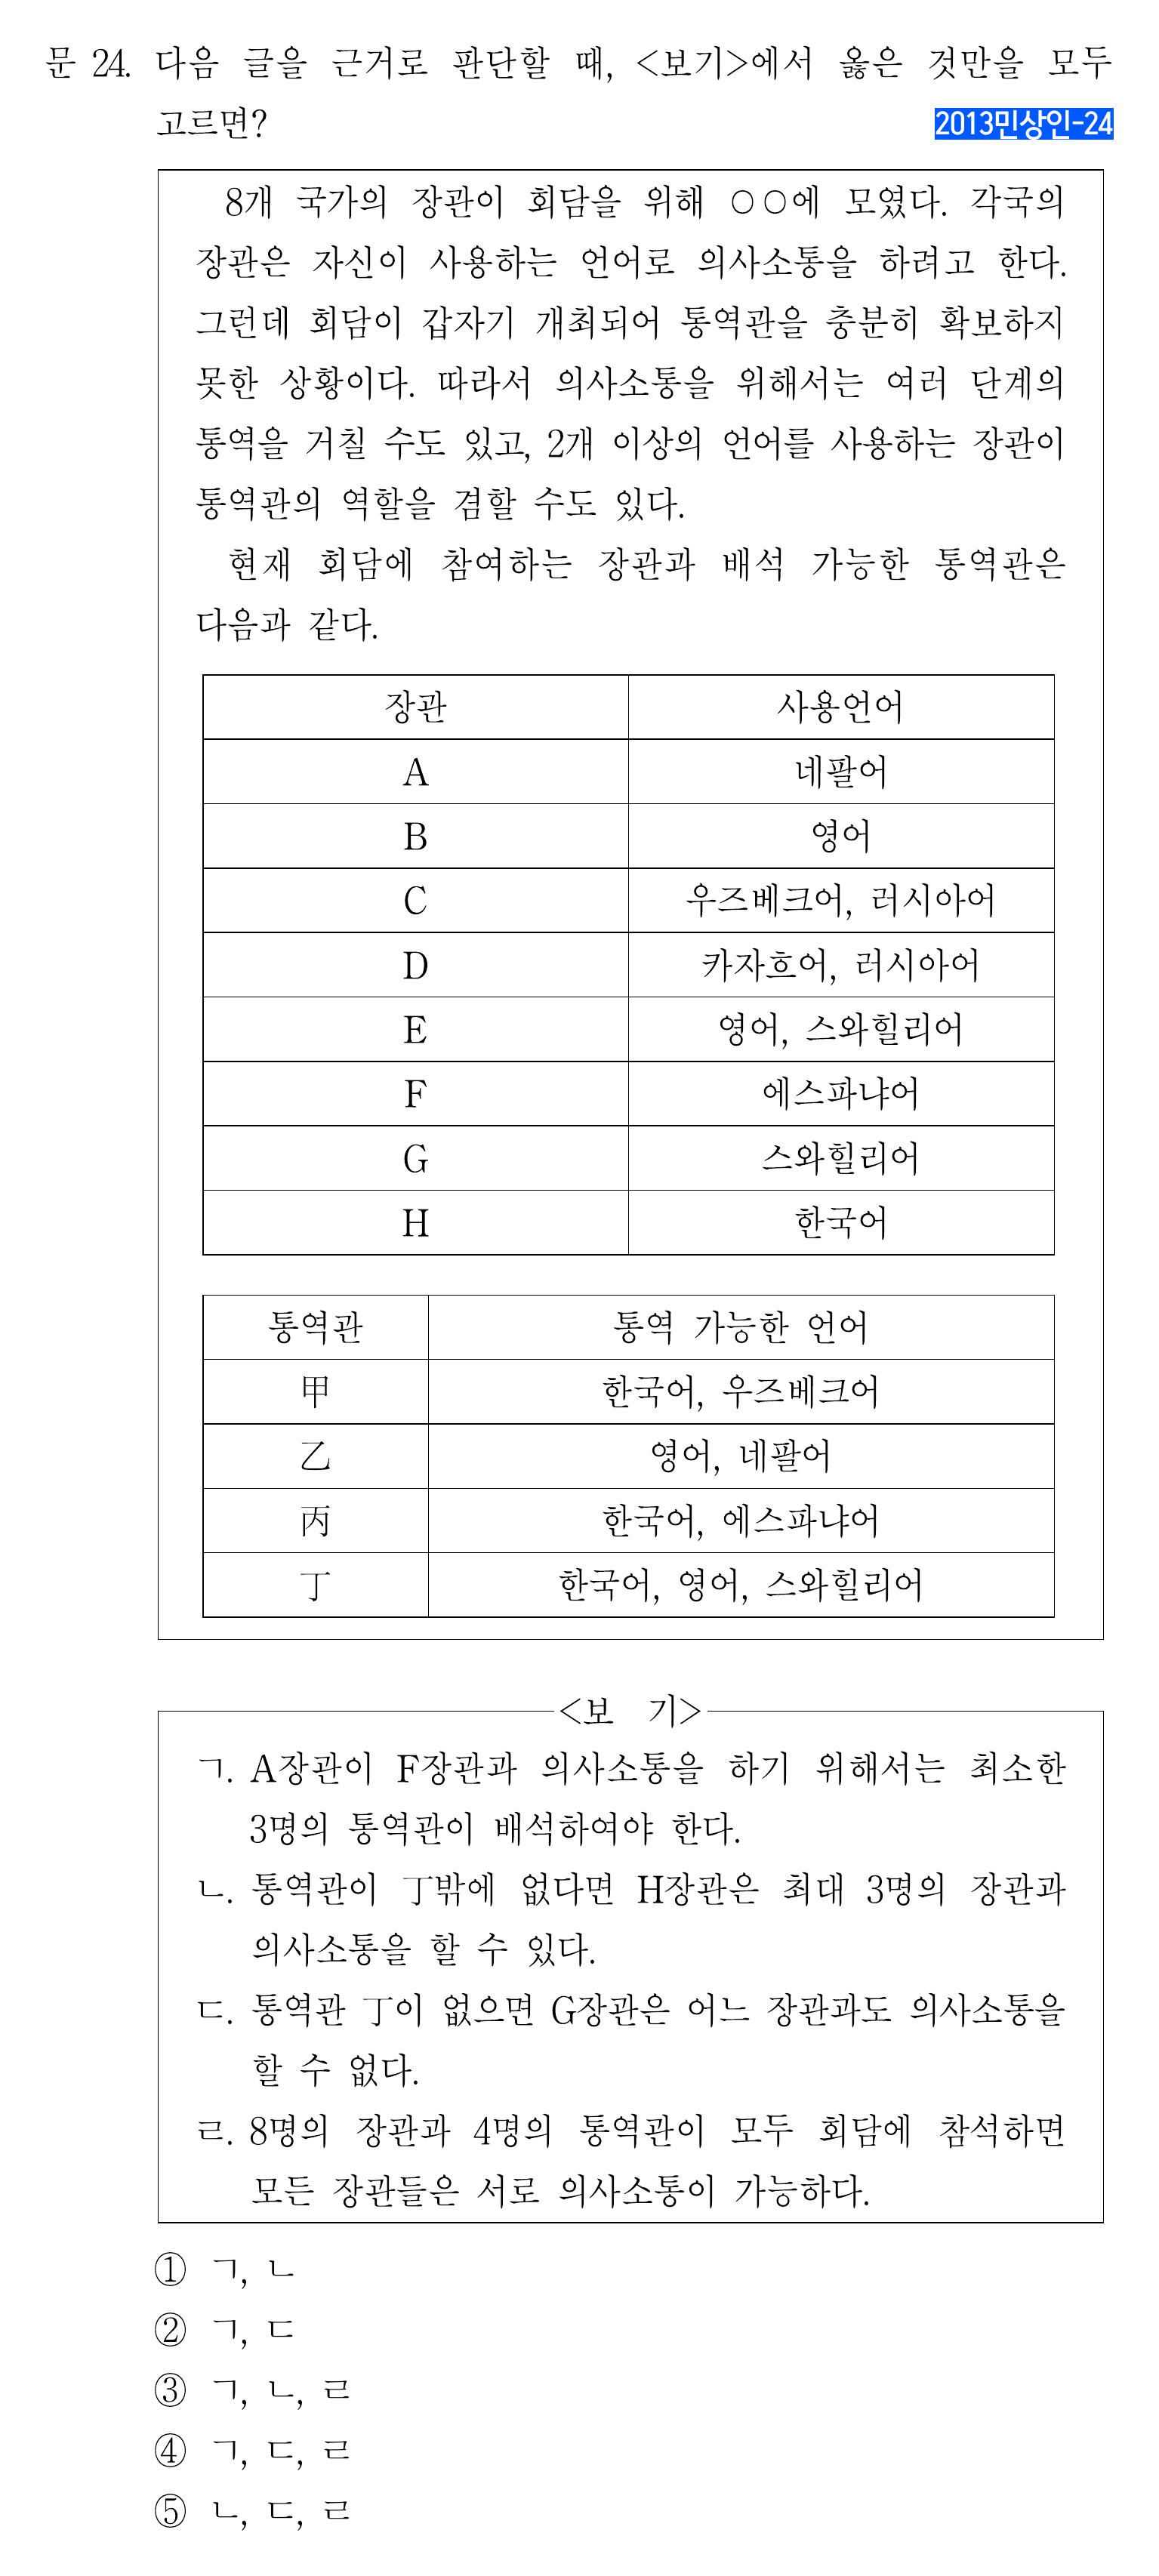 문 24. 다음 글을 근거로 판단할 때, <보기>에서 옳은 것만을 모두
고르면?
2013민상인-24
8개 국가의 장관이 회담을 위해 ○○에 모였다. 각국의
장관은 자신이 사용하는 언어로 의사소통을 하려고 한다.
그런데 회담이 갑자기 개최되어 통역관을 충분히 확보하지
못한 상황이다. 따라서 의사소통을 위해서는 여러 단계의
통역을 거칠 수도 있고, 2개 이상의 언어를 사용하는 장관이
통역관의 역할을 겸할 수도 있다.
현재 회담에 참여하는 장관과 배석 가능한 통역관은
다음과 같다.
장관 사용언어
A 네팔어
B 영어
C 우즈베크어, 러시아어
D 카자흐어, 러시아어
E 영어, 스와힐리어
F 에스파냐어
G 스와힐리어
H 한국어
통역관 통역 가능한 언어
甲 한국어, 우즈베크어
乙 영어, 네팔어
丙 한국어, 에스파냐어
丁 한국어, 영어, 스와힐리어
<보 기>
ㄱ. A장관이 F장관과 의사소통을 하기 위해서는 최소한
3명의 통역관이 배석하여야 한다.
ㄴ. 통역관이 丁밖에 없다면 H장관은 최대 3명의 장관과
의사소통을 할 수 있다.
ㄷ. 통역관 丁이 없으면 G장관은 어느 장관과도 의사소통을
할 수 없다.
ㄹ. 8명의 장관과 4명의 통역관이 모두 회담에 참석하면
모든 장관들은 서로 의사소통이 가능하다.
① ㄱ, ㄴ
② ㄱ, ㄷ
③ ㄱ, ㄴ, ㄹ
④ ㄱ, ㄷ, ㄹ
⑤ ㄴ, ㄷ, ㄹ